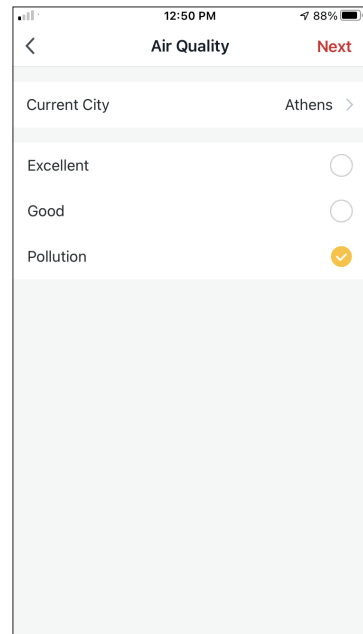 12:50 PM 88%
Air Quality Next
Current City Athens
Excellent
Good
Pollution